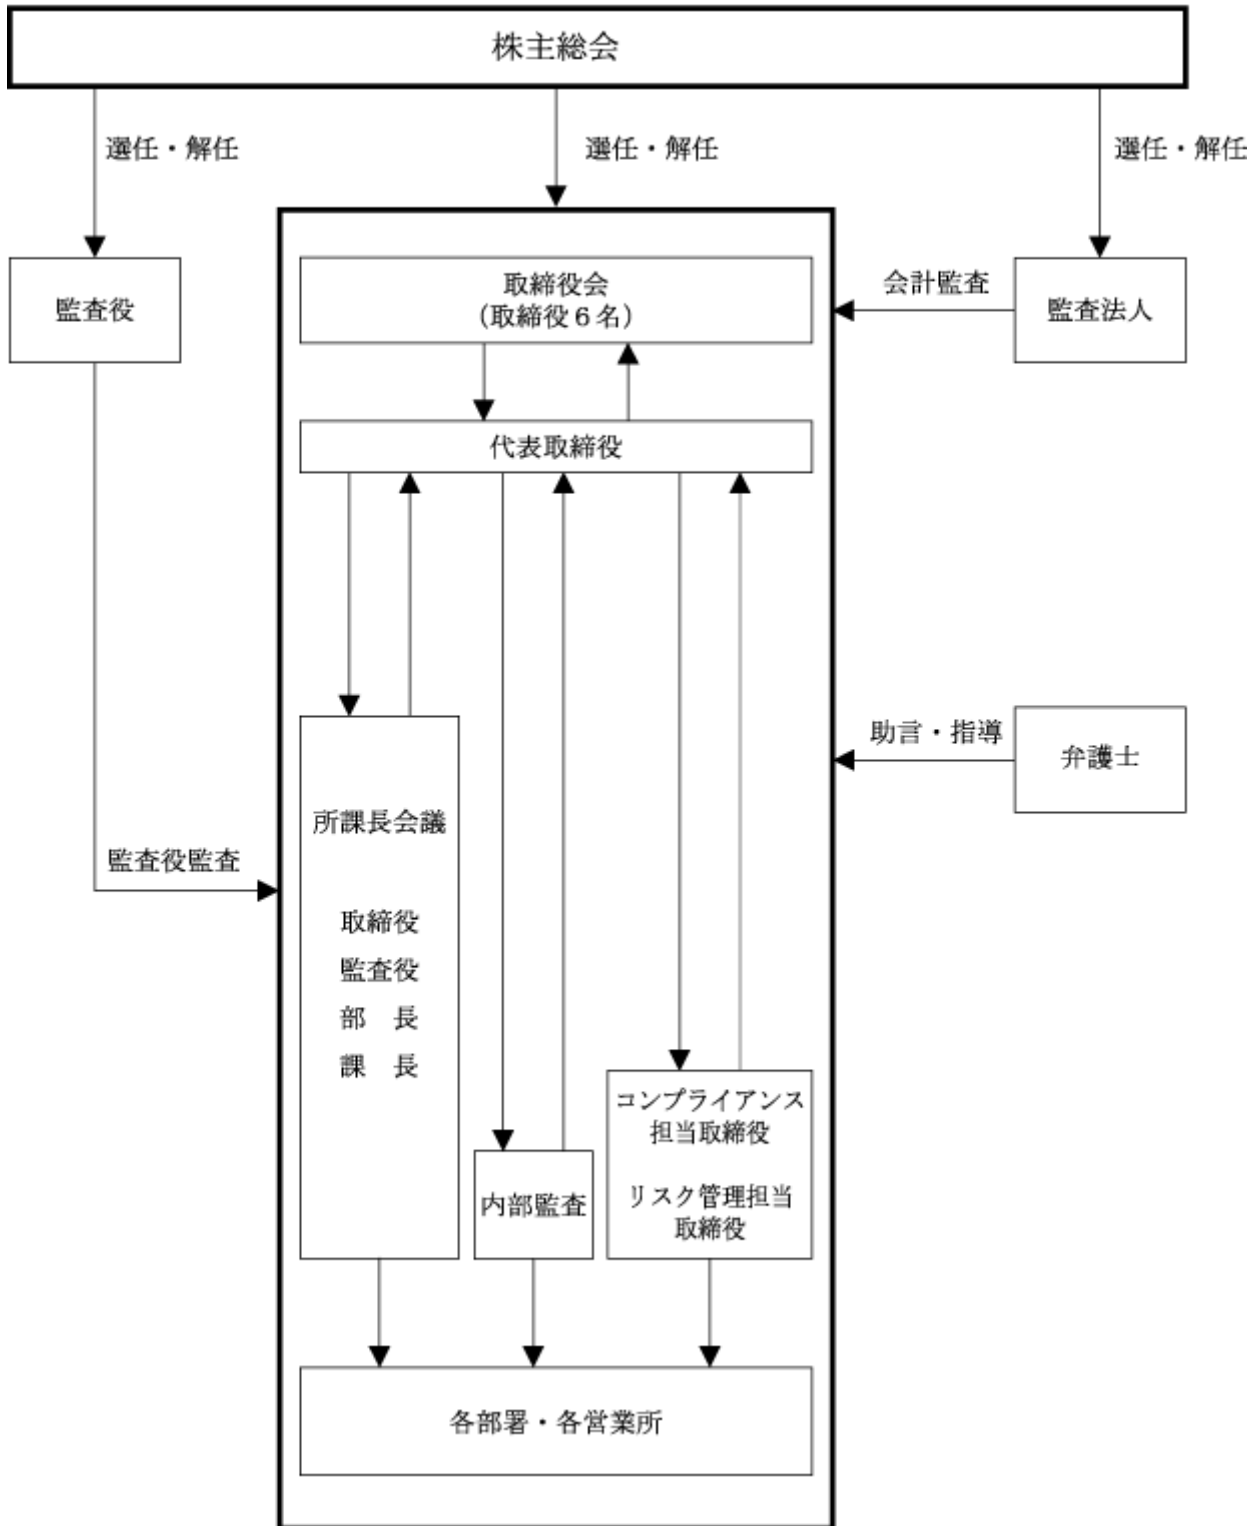 株主総会
選任・解任
選任・解任
選任・解任
監査役
取締役会
（取締役６名）
会計監査
監査法人
代表取締役
助言・指導
弁護士
所課長会議
監査役監査
取締役
監査役
部　長
課　長
コンプライアンス
担当取締役
リスク管理担当
取締役
内部監査
各部署・各営業所